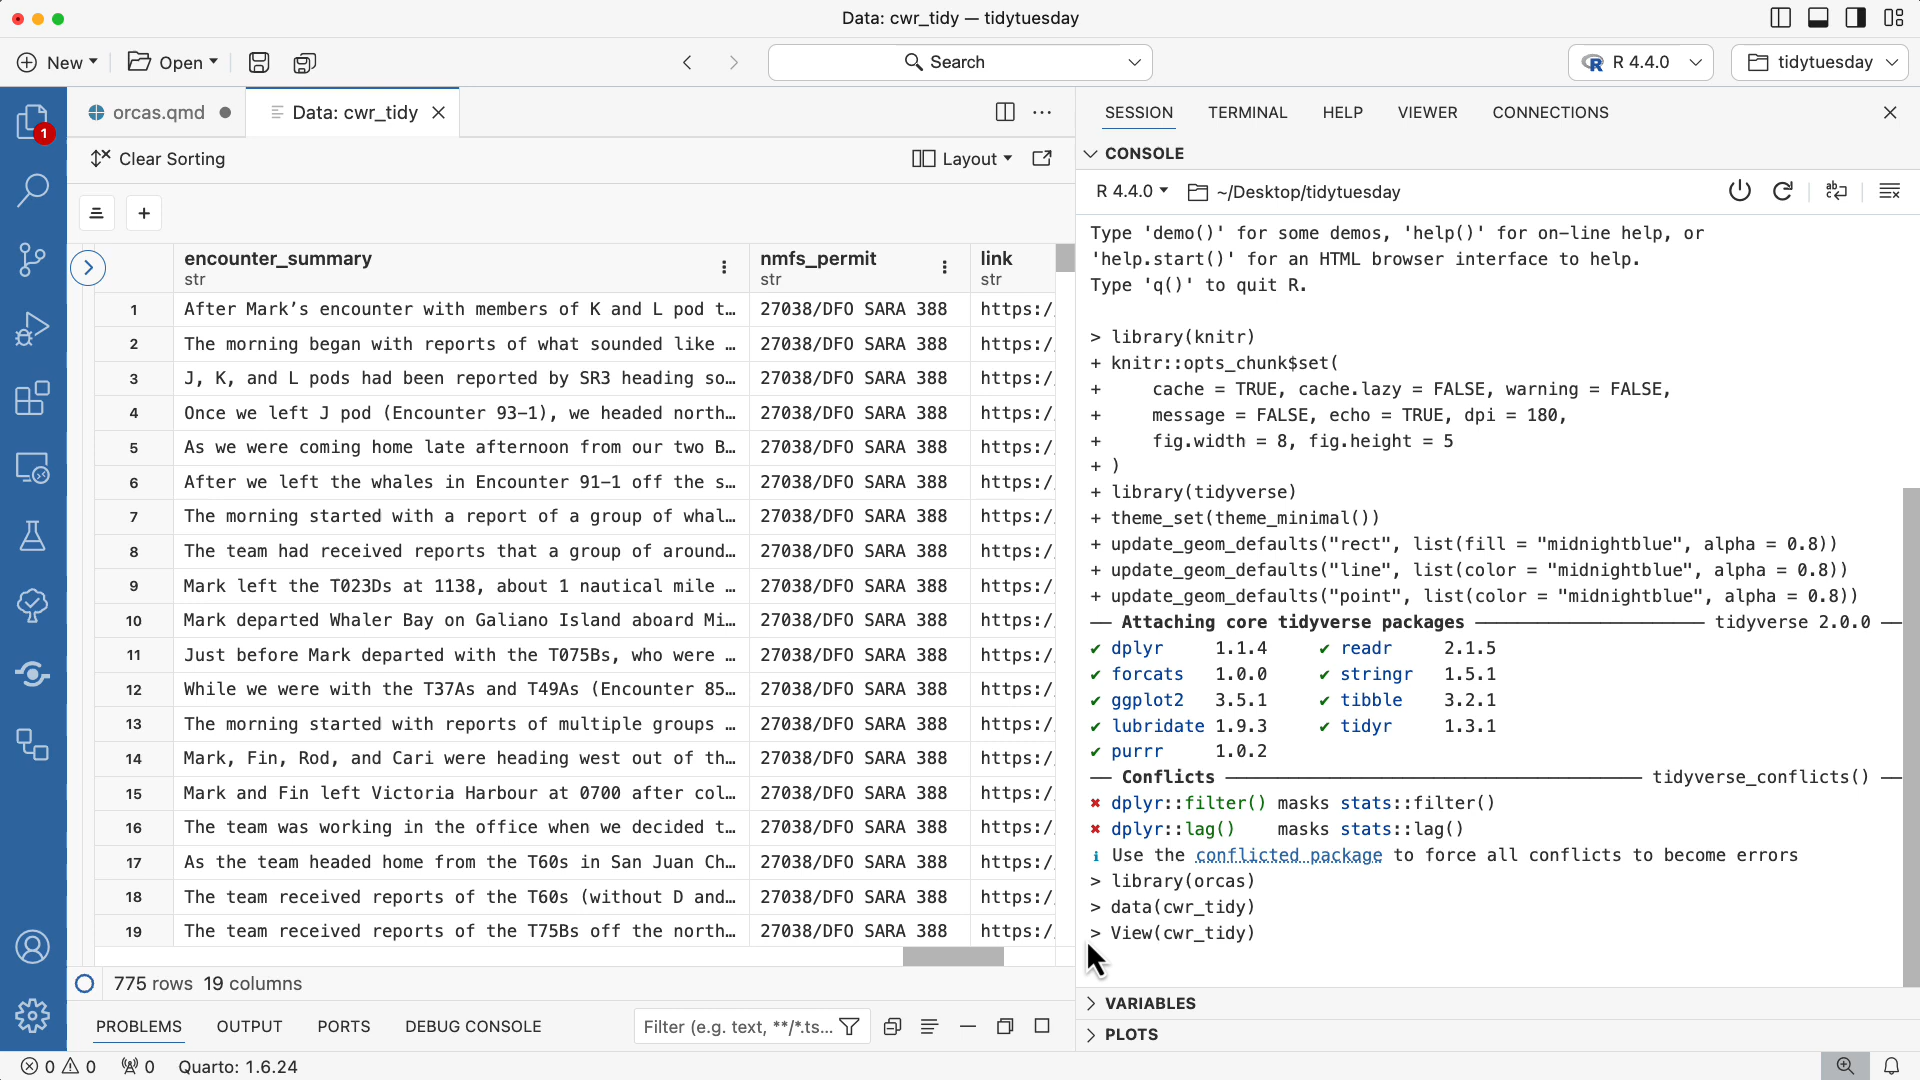 Data: cwr_tidy — tidytuesday
New
Open
Search
R 4.4.0
tidytuesday
1
orcas.qmd
Data: cwr_tidy
Clear Sorting
Layout
encounter_summary
str
nmfs_permit
str
link
str
1 After Mark’s encounter with members of K and L pod t… 27038/DFO SARA 388 https:/
2 The morning began with reports of what sounded like … 27038/DFO SARA 388 https:/
3 J, K, and L pods had been reported by SR3 heading so… 27038/DFO SARA 388 https:/
4 Once we left J pod (Encounter 93–1), we headed north… 27038/DFO SARA 388 https:/
5 As we were coming home late afternoon from our two B… 27038/DFO SARA 388 https:/
6 After we left the whales in Encounter 91–1 off the s… 27038/DFO SARA 388 https:/
7 The morning started with a report of a group of whal… 27038/DFO SARA 388 https:/
8 The team had received reports that a group of around… 27038/DFO SARA 388 https:/
9 Mark left the T023Ds at 1138, about 1 nautical mile … 27038/DFO SARA 388 https:/
10 Mark departed Whaler Bay on Galiano Island aboard Mi… 27038/DFO SARA 388 https:/
11 Just before Mark departed with the T075Bs, who were … 27038/DFO SARA 388 https:/
12 While we were with the T37As and T49As (Encounter 85… 27038/DFO SARA 388 https:/
13 The morning started with reports of multiple groups … 27038/DFO SARA 388 https:/
14 Mark, Fin, Rod, and Cari were heading west out of th… 27038/DFO SARA 388 https:/
15 Mark and Fin left Victoria Harbour at 0700 after col… 27038/DFO SARA 388 https:/
16 The team was working in the office when we decided t… 27038/DFO SARA 388 https:/
17 As the team headed home from the T60s in San Juan Ch… 27038/DFO SARA 388 https:/
18 The team received reports of the T60s (without D and… 27038/DFO SARA 388 https:/
19 The team received reports of the T75Bs off the north… 27038/DFO SARA 388 https:/
775 rows 19 columns
PROBLEMS OUTPUT PORTS DEBUG CONSOLE
Filter (e.g. text, **/*.ts...
SESSION TERMINAL HELP VIEWER CONNECTIONS
CONSOLE
R 4.4.0 ~/Desktop/tidytuesday
Type 'demo()' for some demos, 'help()' for on-line help, or
'help.start()' for an HTML browser interface to help.
Type 'q()' to quit R.
> library(knitr)
+ knitr::opts_chunk$set(
+     cache = TRUE, cache.lazy = FALSE, warning = FALSE,
+     message = FALSE, echo = TRUE, dpi = 180,
+     fig.width = 8, fig.height = 5
+ )
+ library(tidyverse)
+ theme_set(theme_minimal())
+ update_geom_defaults("rect", list(fill = "midnightblue", alpha = 0.8))
+ update_geom_defaults("line", list(color = "midnightblue", alpha = 0.8))
+ update_geom_defaults("point", list(color = "midnightblue", alpha = 0.8))
── Attaching core tidyverse packages ── tidyverse 2.0.0 ──
✔ dplyr     1.1.4     ✔ readr     2.1.5
✔ forcats   1.0.0     ✔ stringr   1.5.1
✔ ggplot2   3.5.1     ✔ tibble    3.2.1
✔ lubridate 1.9.3     ✔ tidyr     1.3.1
✔ purrr     1.0.2
── Conflicts ── tidyverse_conflicts() ──
✖ dplyr::filter() masks stats::filter()
✖ dplyr::lag()    masks stats::lag()
ℹ Use the conflicted package to force all conflicts to become errors
> library(orcas)
> data(cwr_tidy)
> View(cwr_tidy)
VARIABLES
PLOTS
0 0 0 Quarto: 1.6.24